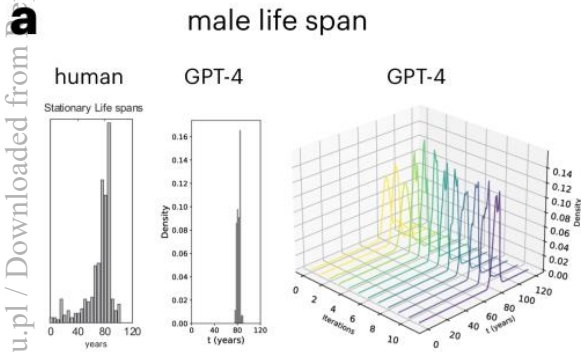 a
male life span
human
GPT-4
GPT-4
Stationary Life spans
0 40 80 120
years
Density
0.16
0.14
0.12
0.10
0.08
0.06
0.04
0.02
0.00
0 40 80 120
t (years)
0.14
0.12
0.10
0.08
0.06
0.04
0.02
0.00
Density
0 2 4 6 8 10
Iterations
0 20 40 60 80 100 120
t (years)
u.pl / Downloaded from